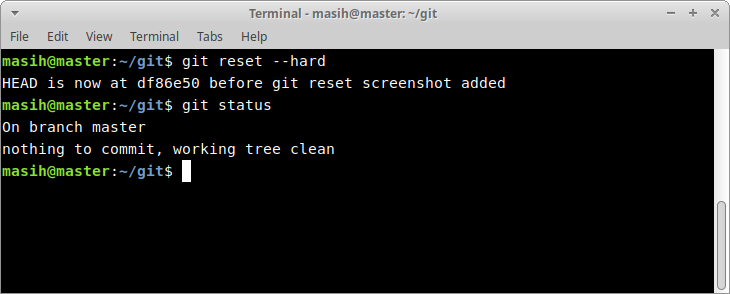 Terminal - masih@master: ~/git
File Edit View Terminal Tabs Help
masih@master:~/git$ git reset --hard
HEAD is now at df86e50 before git reset screenshot added
masih@master:~/git$ git status
On branch master
nothing to commit, working tree clean
masih@master:~/git$